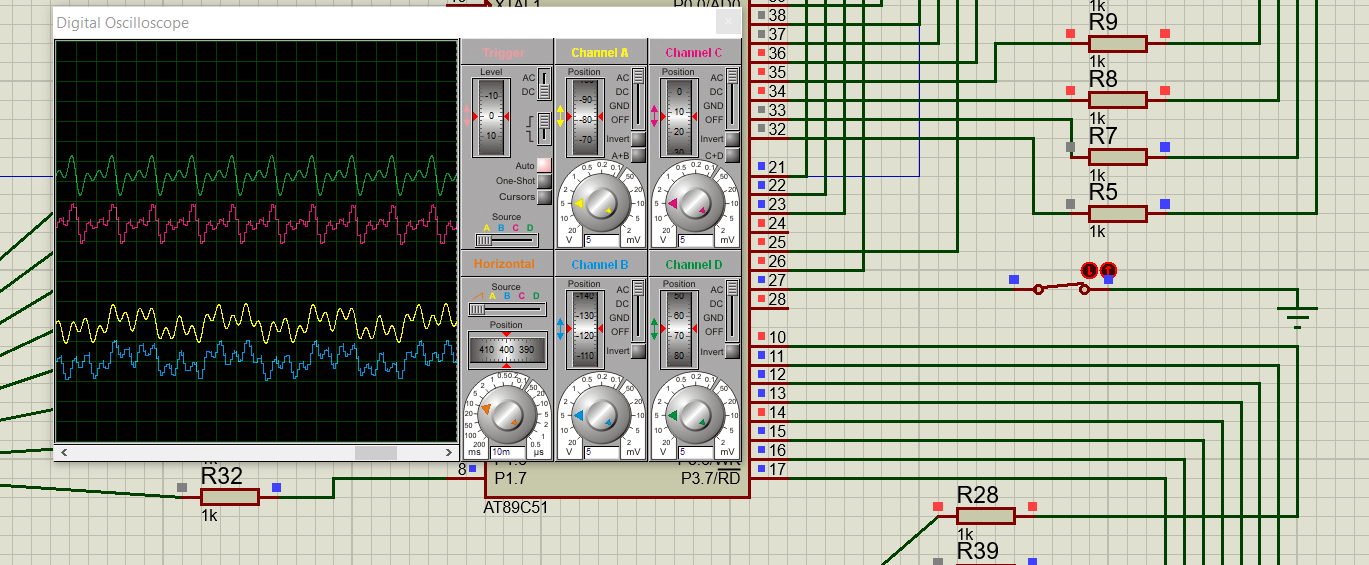 Digital Oscilloscope
Trigger
Level
-10
0
10
AC
DC
Auto
One-Shot
Cursors
Source
A B C D
Channel A
Position
-90
-80
-70
AC
DC
GND
OFF
Invert
A+B
V
5
mV
Channel C
Position
0
10
20
30
AC
DC
GND
OFF
Invert
C+D
V
5
mV
Horizontal
Source
A B C D
Position
410 400 390
ms
10m
µs
Channel B
Position
-140
-130
-120
-110
AC
DC
GND
OFF
Invert
V
5
mV
Channel D
Position
50
60
70
80
AC
DC
GND
OFF
Invert
V
5
mV
XTAL1
P0.0/AD0
38
37
36
35
34
33
32
21
22
23
24
25
26
27
28
10
11
12
13
14
15
16
17
1k
R9
1k
R8
1k
R7
1k
R5
1k
R32
1k
8
P1.7
P3.7/RD
AT89C51
R28
1k
R39